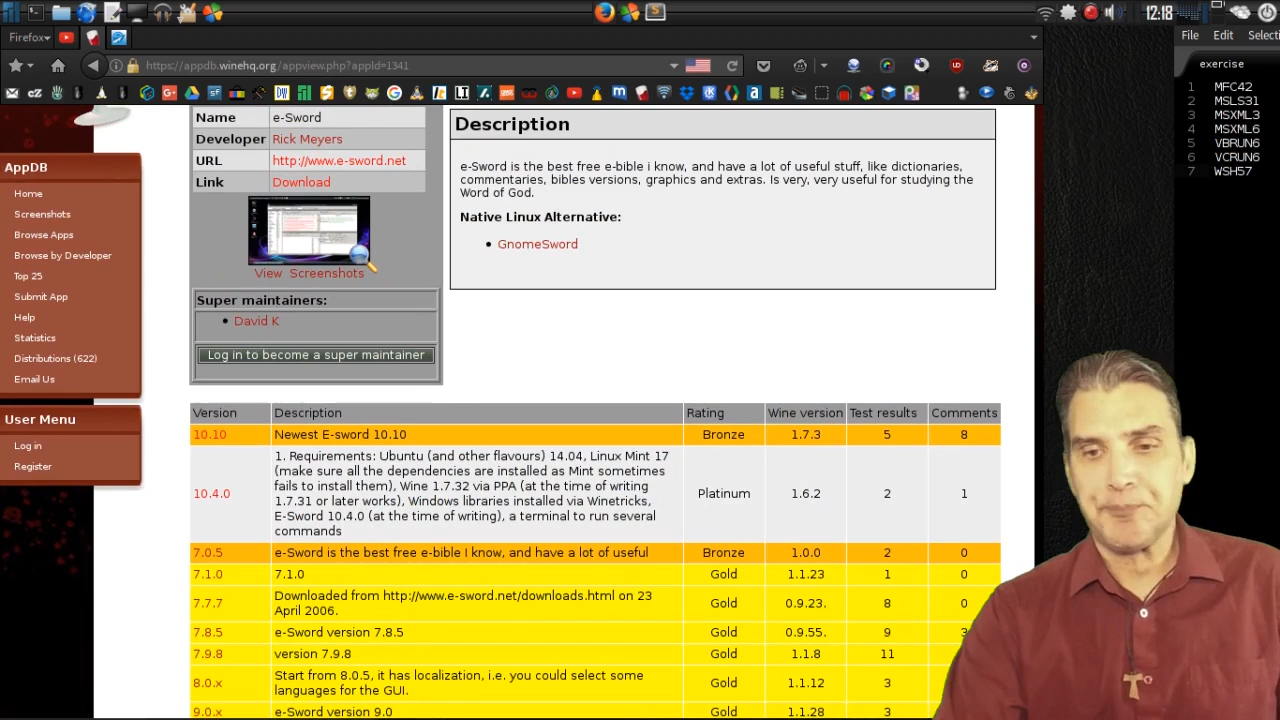 12:18
Firefox
File Edit Selecti
https://appdb.winehq.org/appview.php?appId=1341
exercise
1 MFC42
2 MSLS31
3 MSXML3
4 MSXML6
5 VBRUN6
6 VCRUN6
7 WSH57
AppDB
Home
Screenshots
Browse Apps
Browse by Developer
Top 25
Submit App
Help
Statistics
Distributions (622)
Email Us
User Menu
Log in
Register
Name e-Sword
Developer Rick Meyers
URL http://www.e-sword.net
Link Download
View Screenshots
Super maintainers:
David K
Log in to become a super maintainer
Description
e-Sword is the best free e-bible i know, and have a lot of useful stuff, like dictionaries,
commentaries, bibles versions, graphics and extras. Is very, very useful for studying the
Word of God.
Native Linux Alternative:
GnomeSword
Version Description Rating Wine version Test results Comments
10.10 Newest E-sword 10.10 Bronze 1.7.3 5 8
1. Requirements: Ubuntu (and other flavours) 14.04, Linux Mint 17
(make sure all the dependencies are installed as Mint sometimes
fails to install them), Wine 1.7.32 via PPA (at the time of writing
10.4.0 1.7.31 or later works), Windows libraries installed via Winetricks, Platinum 1.6.2 2 1
E-Sword 10.4.0 (at the time of writing), a terminal to run several
commands
7.0.5 e-Sword is the best free e-bible I know, and have a lot of useful Bronze 1.0.0 2 0
7.1.0 7.1.0 Gold 1.1.23 1 0
7.7.7 Downloaded from http://www.e-sword.net/downloads.html on 23 Gold 0.9.23. 8 0
April 2006.
7.8.5 e-Sword version 7.8.5 Gold 0.9.55. 9 3
7.9.8 version 7.9.8 Gold 1.1.8 11
8.0.x Start from 8.0.5, it has localization, i.e. you could select some Gold 1.1.12 3
languages for the GUI.
9.0.x e-Sword version 9.0 Gold 1.1.28 3